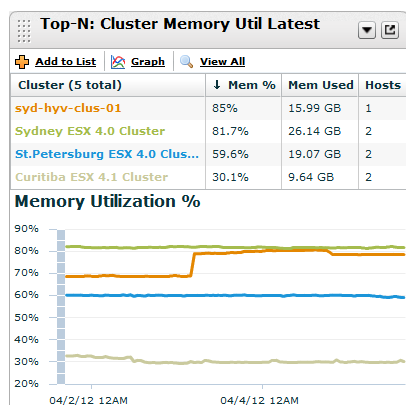 Top-N: Cluster Memory Util Latest
Add to List Graph View All
Cluster (5 total) ↓ Mem % Mem Used Hosts
syd-hyv-clus-01 85% 15.99 GB 1
Sydney ESX 4.0 Cluster 81.7% 26.14 GB 2
St.Petersburg ESX 4.0 Clus... 59.6% 19.07 GB 2
Curitiba ESX 4.1 Cluster 30.1% 9.64 GB 2
Memory Utilization %
90%
80%
70%
60%
50%
40%
30%
20%
04/2/12 12AM 04/4/12 12AM